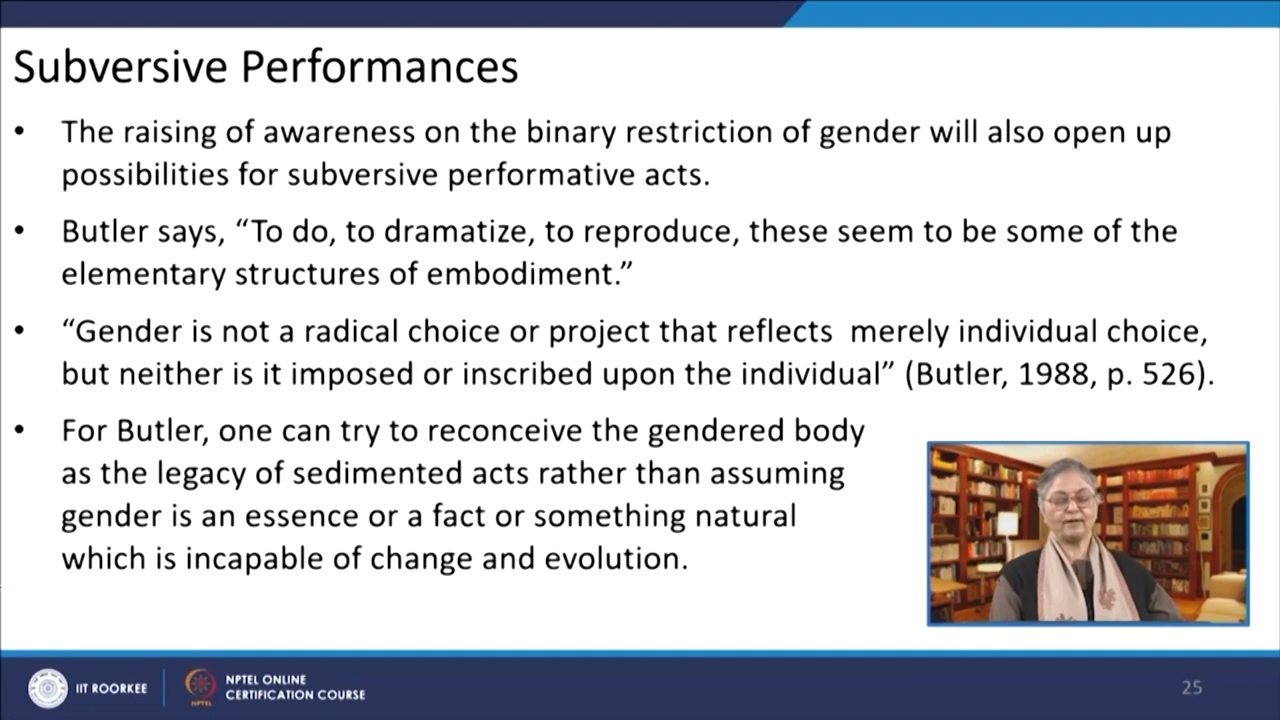 Subversive Performances
• The raising of awareness on the binary restriction of gender will also open up
possibilities for subversive performative acts.
• Butler says, “To do, to dramatize, to reproduce, these seem to be some of the
elementary structures of embodiment.”
• “Gender is not a radical choice or project that reflects  merely individual choice,
but neither is it imposed or inscribed upon the individual” (Butler, 1988, p. 526).
• For Butler, one can try to reconceive the gendered body
as the legacy of sedimented acts rather than assuming
gender is an essence or a fact or something natural
which is incapable of change and evolution.
IIT ROORKEE
NPTEL
NPTEL ONLINE
CERTIFICATION COURSE
25